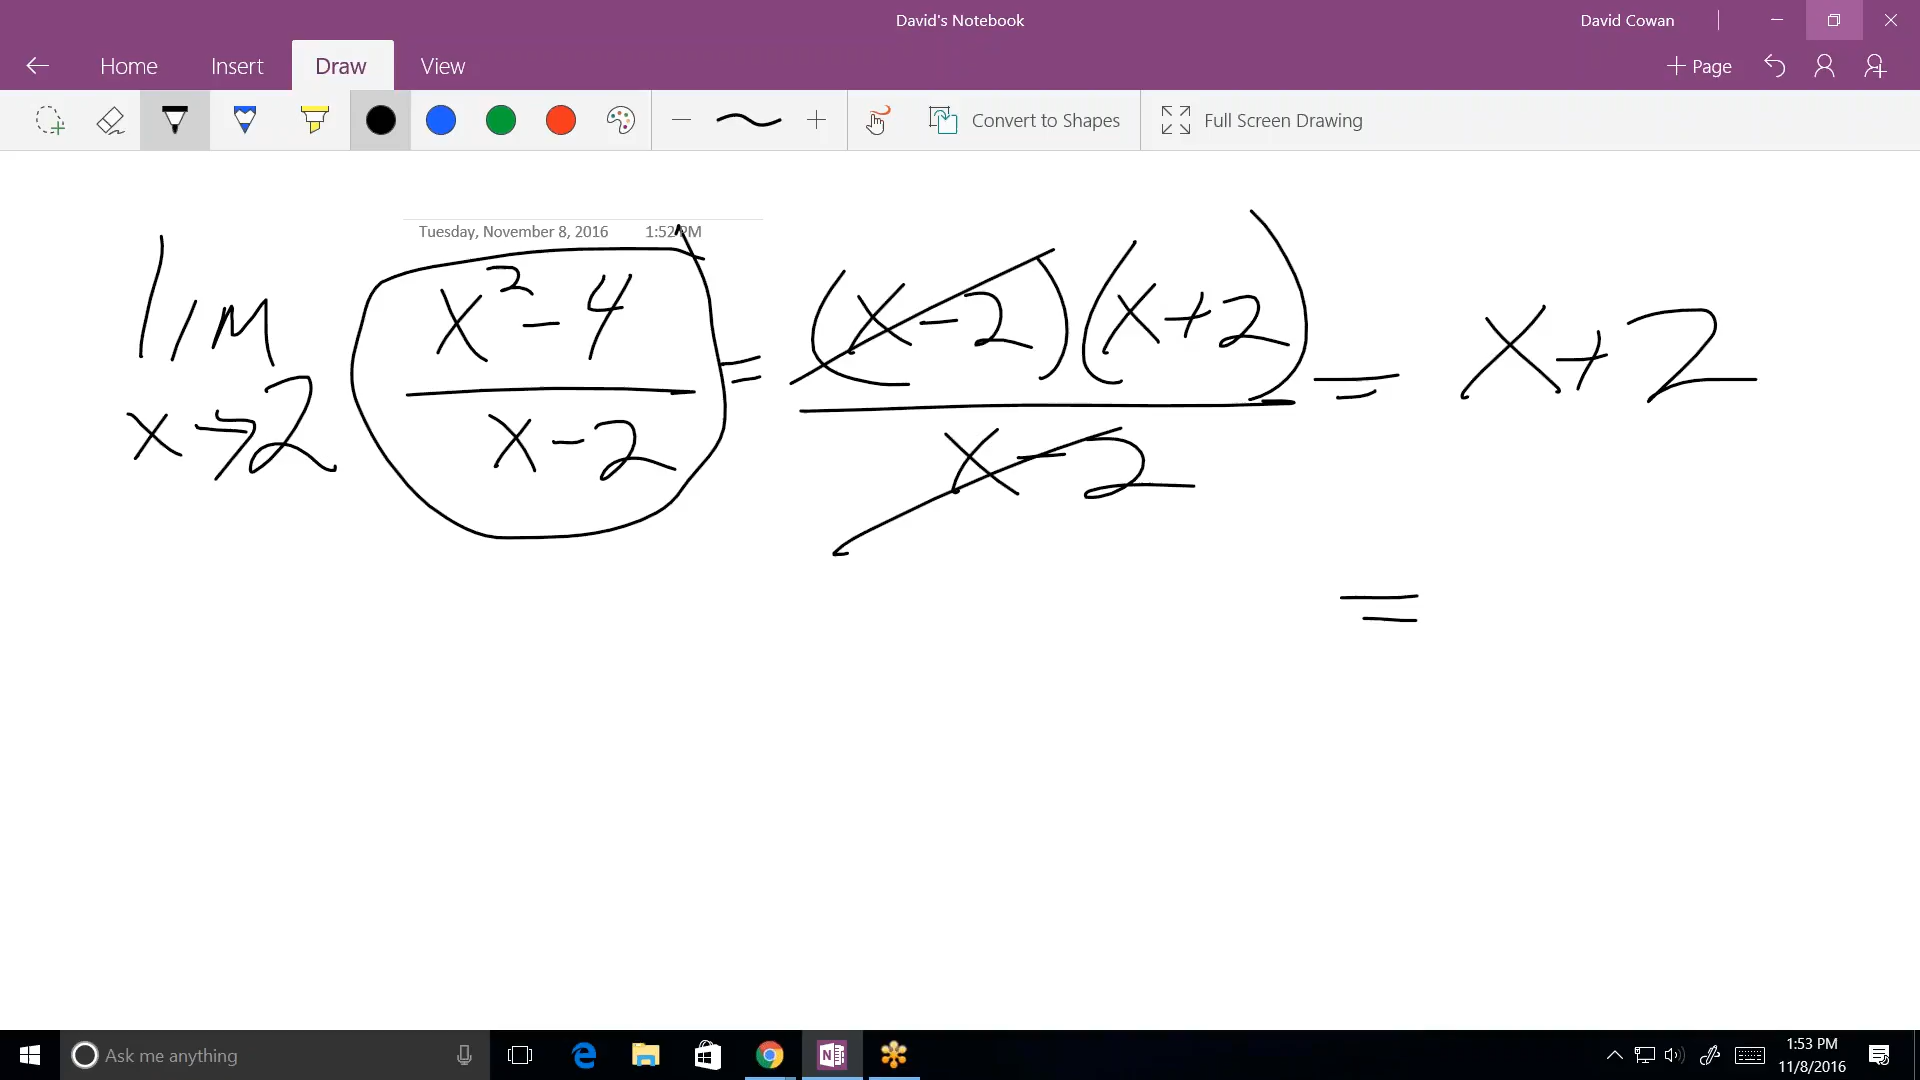 David's Notebook
David Cowan
Home Insert Draw View
+ Page
Convert to Shapes
Full Screen Drawing
Tuesday, November 8, 2016 1:52 PM
lim x→2 (x² - 4)/(x - 2) = ((x - 2)(x + 2))/(x - 2) = x + 2
=
Ask me anything
1:53 PM
11/8/2016